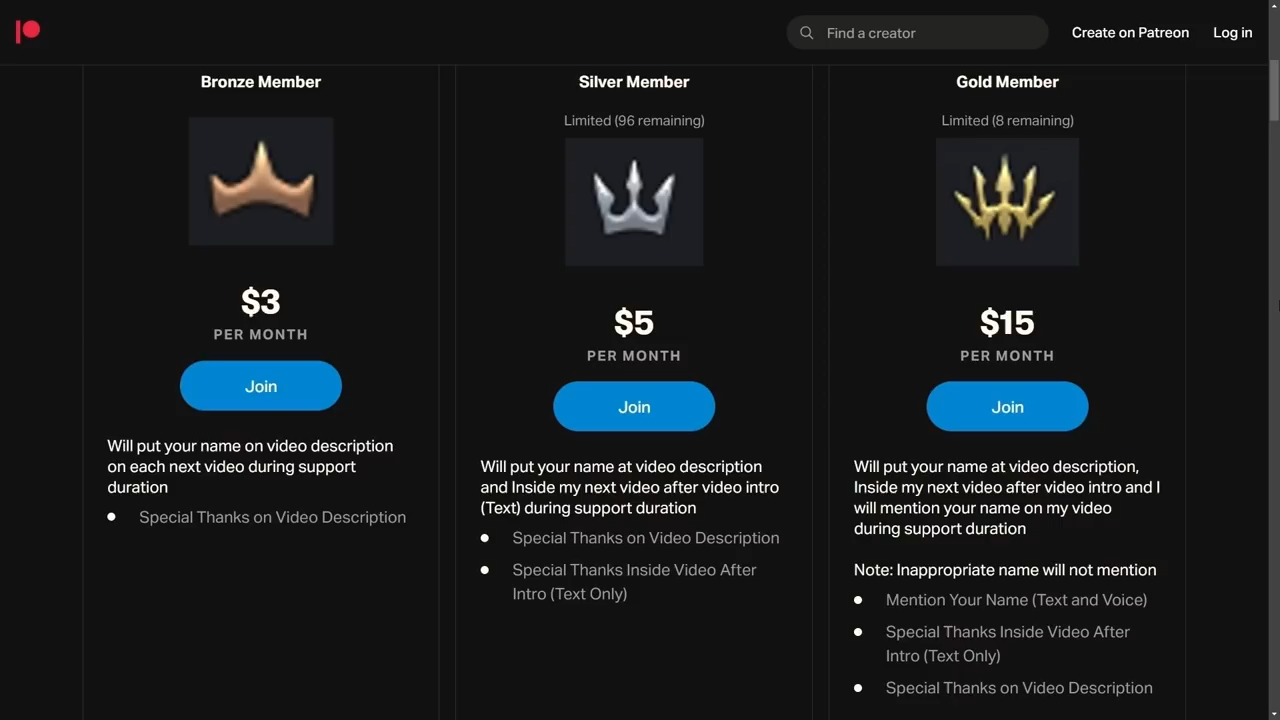 Find a creator
Create on Patreon
Log in
Bronze Member
$3
PER MONTH
Join
Will put your name on video description
on each next video during support
duration
Special Thanks on Video Description
Silver Member
Limited (96 remaining)
$5
PER MONTH
Join
Will put your name at video description
and Inside my next video after video intro
(Text) during support duration
Special Thanks on Video Description
Special Thanks Inside Video After
Intro (Text Only)
Gold Member
Limited (8 remaining)
$15
PER MONTH
Join
Will put your name at video description,
Inside my next video after video intro and I
will mention your name on my video
during support duration
Note: Inappropriate name will not mention
Mention Your Name (Text and Voice)
Special Thanks Inside Video After
Intro (Text Only)
Special Thanks on Video Description